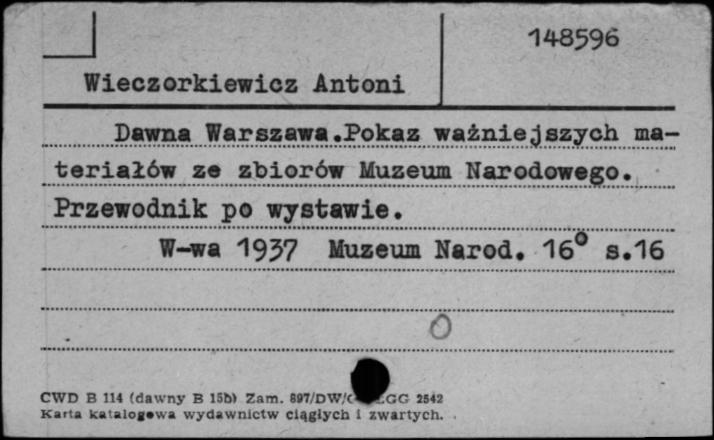 148596
Wieczorkiewicz Antoni
Dawna Warszawa.Pokaz ważniejszych ma-
teriałów ze zbiorów Muzeum Narodowego.
Przewodnik po wystawie.
W-wa 1937 Muzeum Narod. 16° s.16
O
CWD B 114 (dawny B 15b) Zam. 897/DW/ GG 2542
Karta katalogowa wydawnictw ciągłych i zwartych.